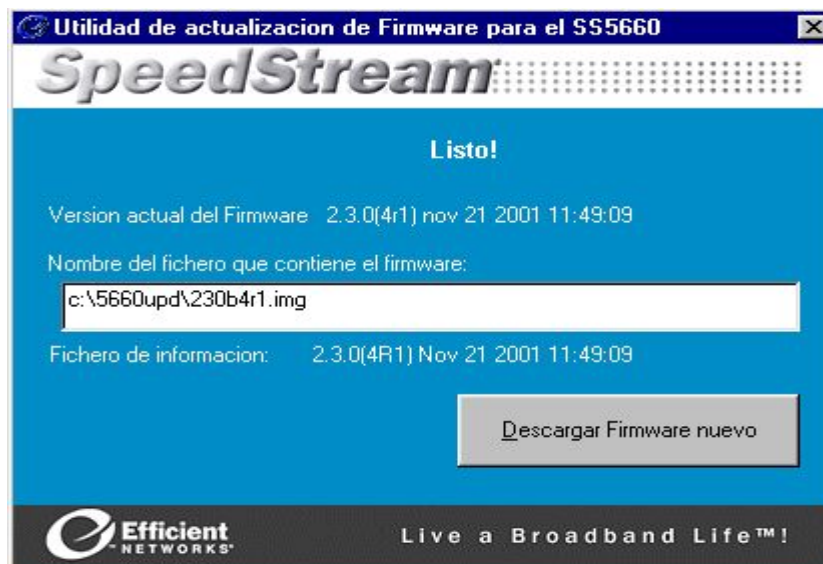 Utilidad de actualizacion de Firmware para el SS5660
SpeedStream
Listo!
Version actual del Firmware 2.3.0(4r1) nov 21 2001 11:49:09
Nombre del fichero que contiene el firmware:
c:\5660upd\230b4r1.img
Fichero de informacion: 2.3.0(4R1) Nov 21 2001 11:49:09
Descargar Firmware nuevo
Efficient
NETWORKS
Live a Broadband Life™!